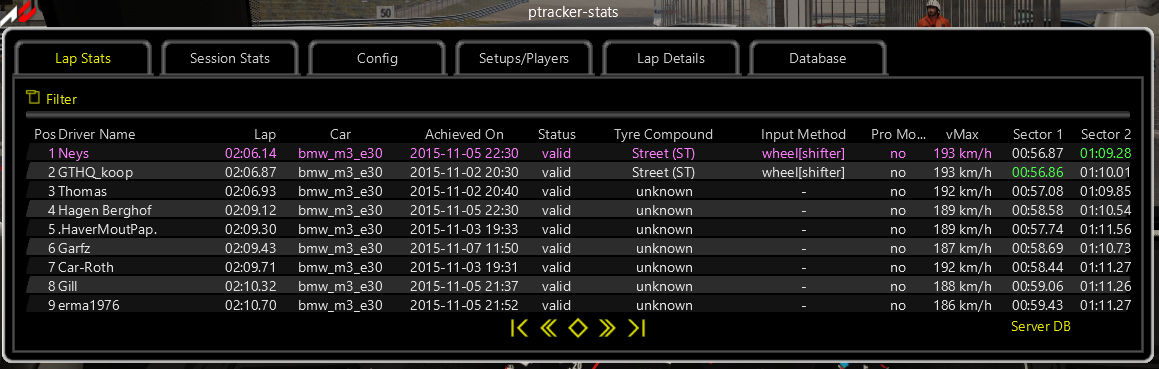 50
ptracker-stats
Lap Stats Session Stats Config Setups/Players Lap Details Database
Filter
Pos Driver Name Lap Car Achieved On Status Tyre Compound Input Method Pro Mo... vMax Sector 1 Sector 2
1 Neys 02:06.14 bmw_m3_e30 2015-11-05 22:30 valid Street (ST) wheel[shifter] no 193 km/h 00:56.87 01:09.28
2 GTHQ_koop 02:06.87 bmw_m3_e30 2015-11-02 20:30 valid Street (ST) wheel[shifter] no 193 km/h 00:56.86 01:10.01
3 Thomas 02:06.93 bmw_m3_e30 2015-11-02 20:40 valid unknown - no 192 km/h 00:57.08 01:09.85
4 Hagen Berghof 02:09.12 bmw_m3_e30 2015-11-05 22:30 valid unknown - no 189 km/h 00:58.58 01:10.54
5 .HaverMoutPap. 02:09.30 bmw_m3_e30 2015-11-03 19:33 valid unknown - no 189 km/h 00:57.74 01:11.56
6 Garfz 02:09.43 bmw_m3_e30 2015-11-07 11:50 valid unknown - no 187 km/h 00:58.69 01:10.73
7 Car-Roth 02:09.71 bmw_m3_e30 2015-11-03 19:31 valid unknown - no 192 km/h 00:58.44 01:11.27
8 Gill 02:10.32 bmw_m3_e30 2015-11-05 21:37 valid unknown - no 188 km/h 00:59.06 01:11.26
9 erma1976 02:10.70 bmw_m3_e30 2015-11-05 21:52 valid unknown - no 186 km/h 00:59.43 01:11.27
Server DB
20